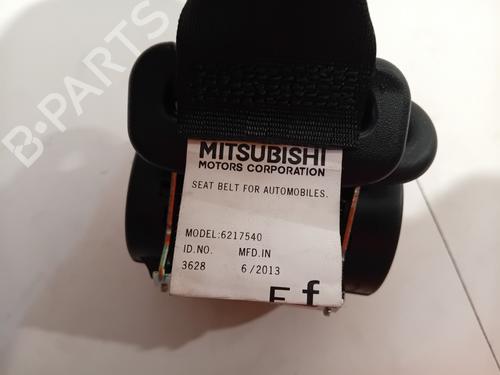 B-PARTS
MITSUBISHI
MOTORS CORPORATION
SEAT BELT FOR AUTOMOBILES.
MODEL:6217540
ID.NO. MFD.IN
3628 6/2013
E f